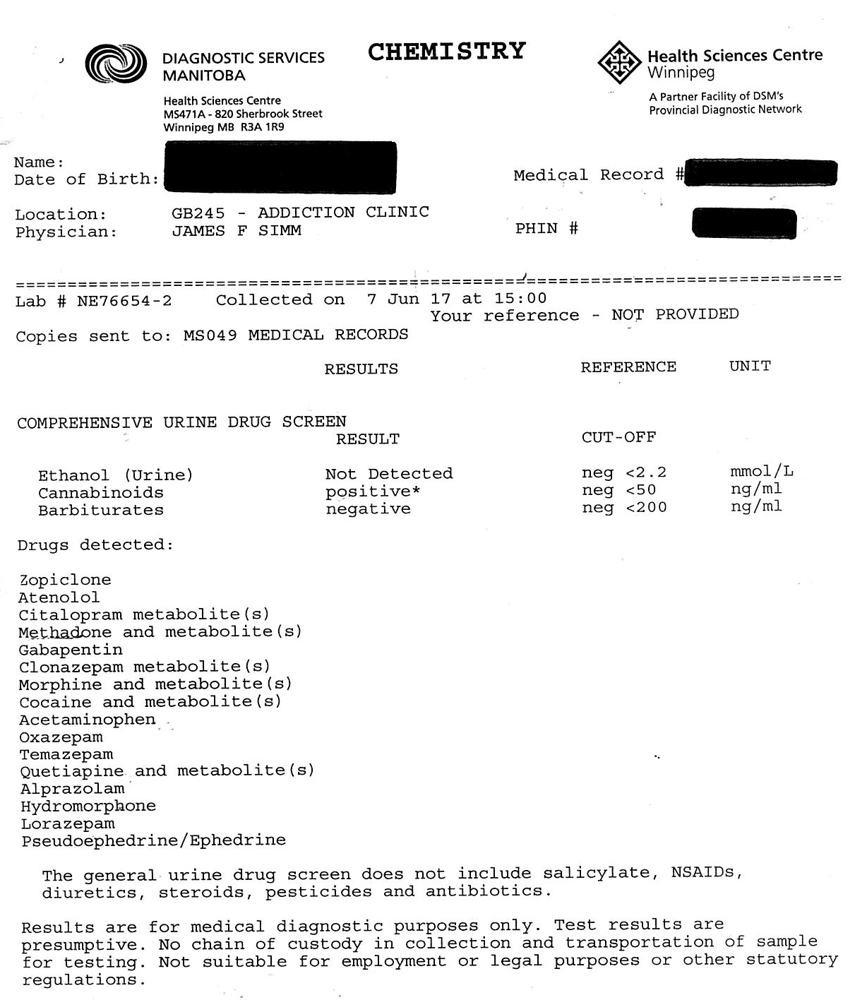 CHEMISTRY
DIAGNOSTIC SERVICES
MANITOBA
Health Sciences Centre
MS471A - 820 Sherbrook Street
Winnipeg MB R3A 1R9
Health Sciences Centre
Winnipeg
A Partner Facility of DSM's
Provincial Diagnostic Network
Name:
Date of Birth:
Medical Record #
Location: GB245 - ADDICTION CLINIC
Physician: JAMES F SIMM PHIN #
================================================================================
Lab # NE76654-2 Collected on 7 Jun 17 at 15:00
Your reference - NOT PROVIDED
Copies sent to: MS049 MEDICAL RECORDS
RESULTS REFERENCE UNIT
COMPREHENSIVE URINE DRUG SCREEN
RESULT CUT-OFF
Ethanol (Urine) Not Detected neg <2.2 mmol/L
Cannabinoids positive* neg <50 ng/ml
Barbiturates negative neg <200 ng/ml
Drugs detected:
Zopiclone
Atenolol
Citalopram metabolite(s)
Methadone and metabolite(s)
Gabapentin
Clonazepam metabolite(s)
Morphine and metabolite(s)
Cocaine and metabolite(s)
Acetaminophen
Oxazepam
Temazepam
Quetiapine and metabolite(s)
Alprazolam
Hydromorphone
Lorazepam
Pseudoephedrine/Ephedrine
The general urine drug screen does not include salicylate, NSAIDs,
diuretics, steroids, pesticides and antibiotics.
Results are for medical diagnostic purposes only. Test results are
presumptive. No chain of custody in collection and transportation of sample
for testing. Not suitable for employment or legal purposes or other statutory
regulations.